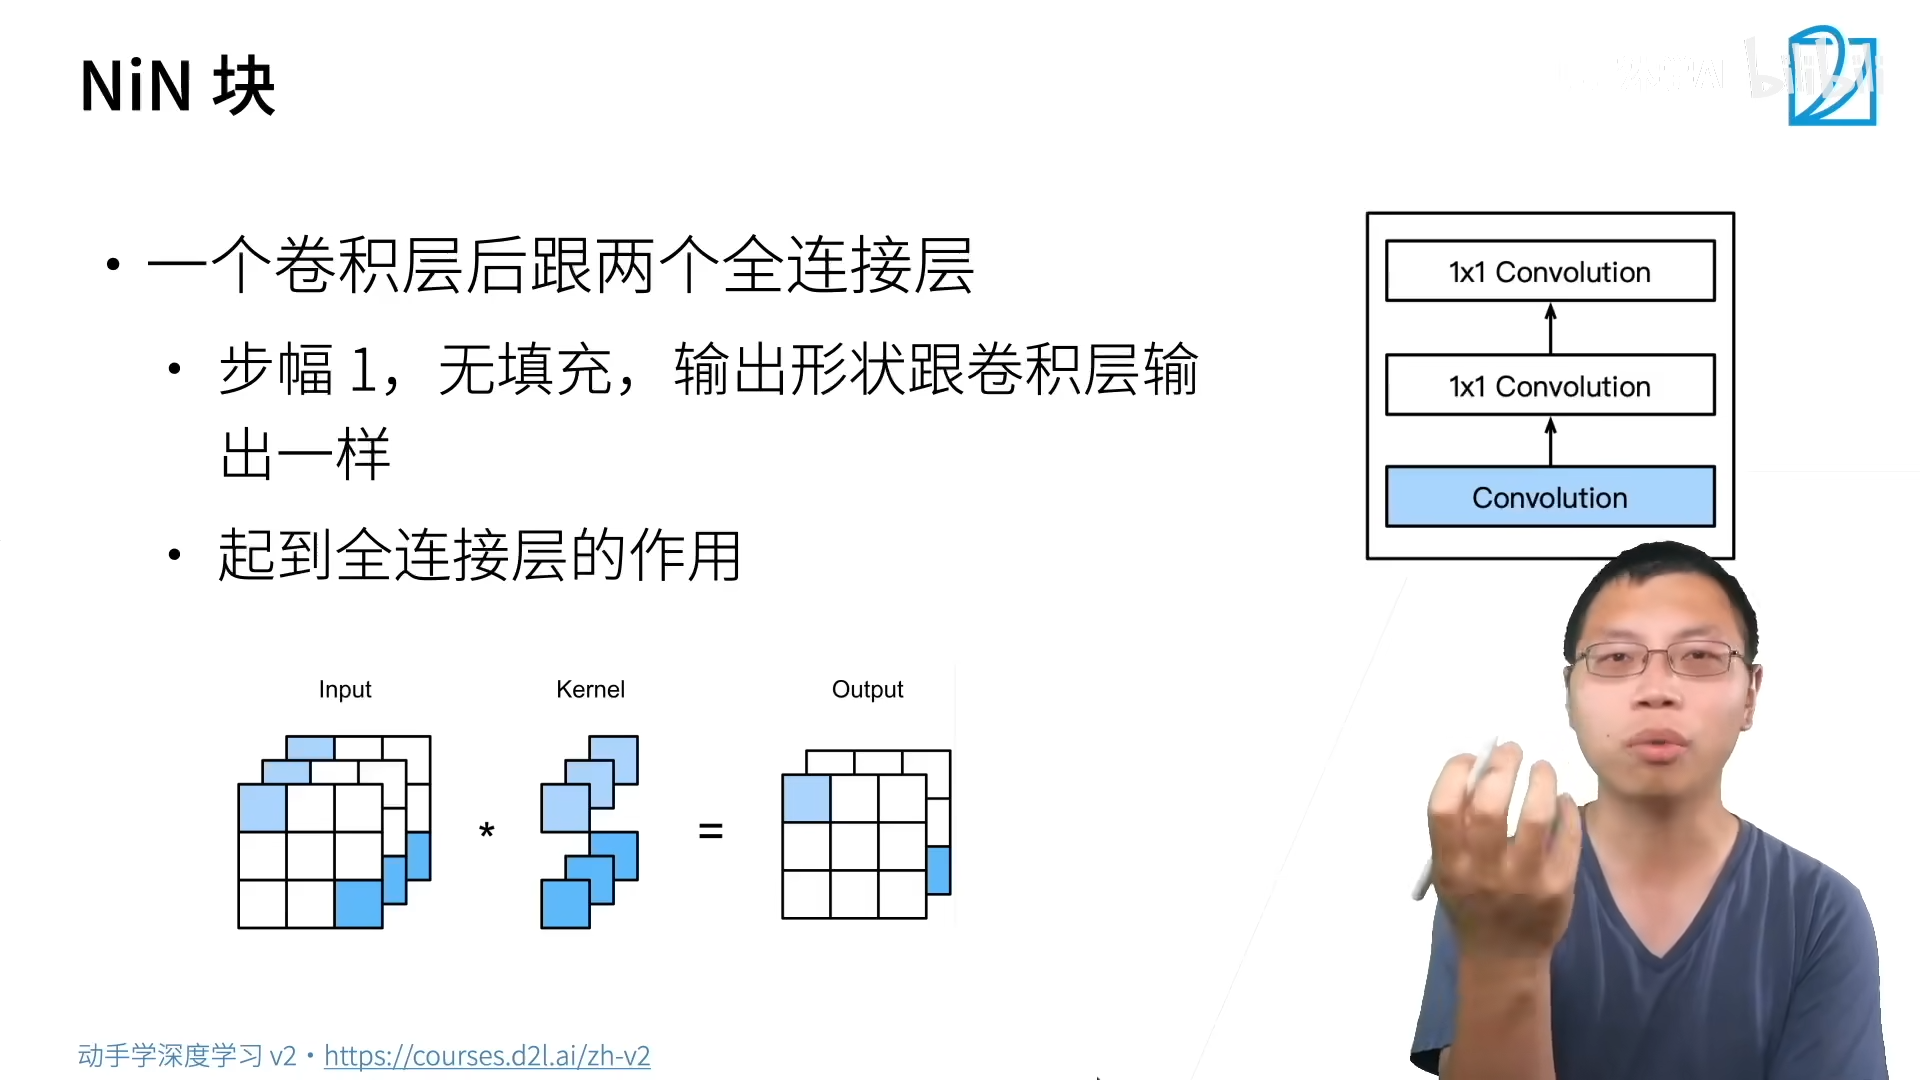 NiN 块
• 一个卷积层后跟两个全连接层
• 步幅 1，无填充，输出形状跟卷积层输
出一样
• 起到全连接层的作用
1x1 Convolution
1x1 Convolution
Convolution
Input
Kernel
Output
*
=
动手学深度学习 v2 • https://courses.d2l.ai/zh-v2
bilibili